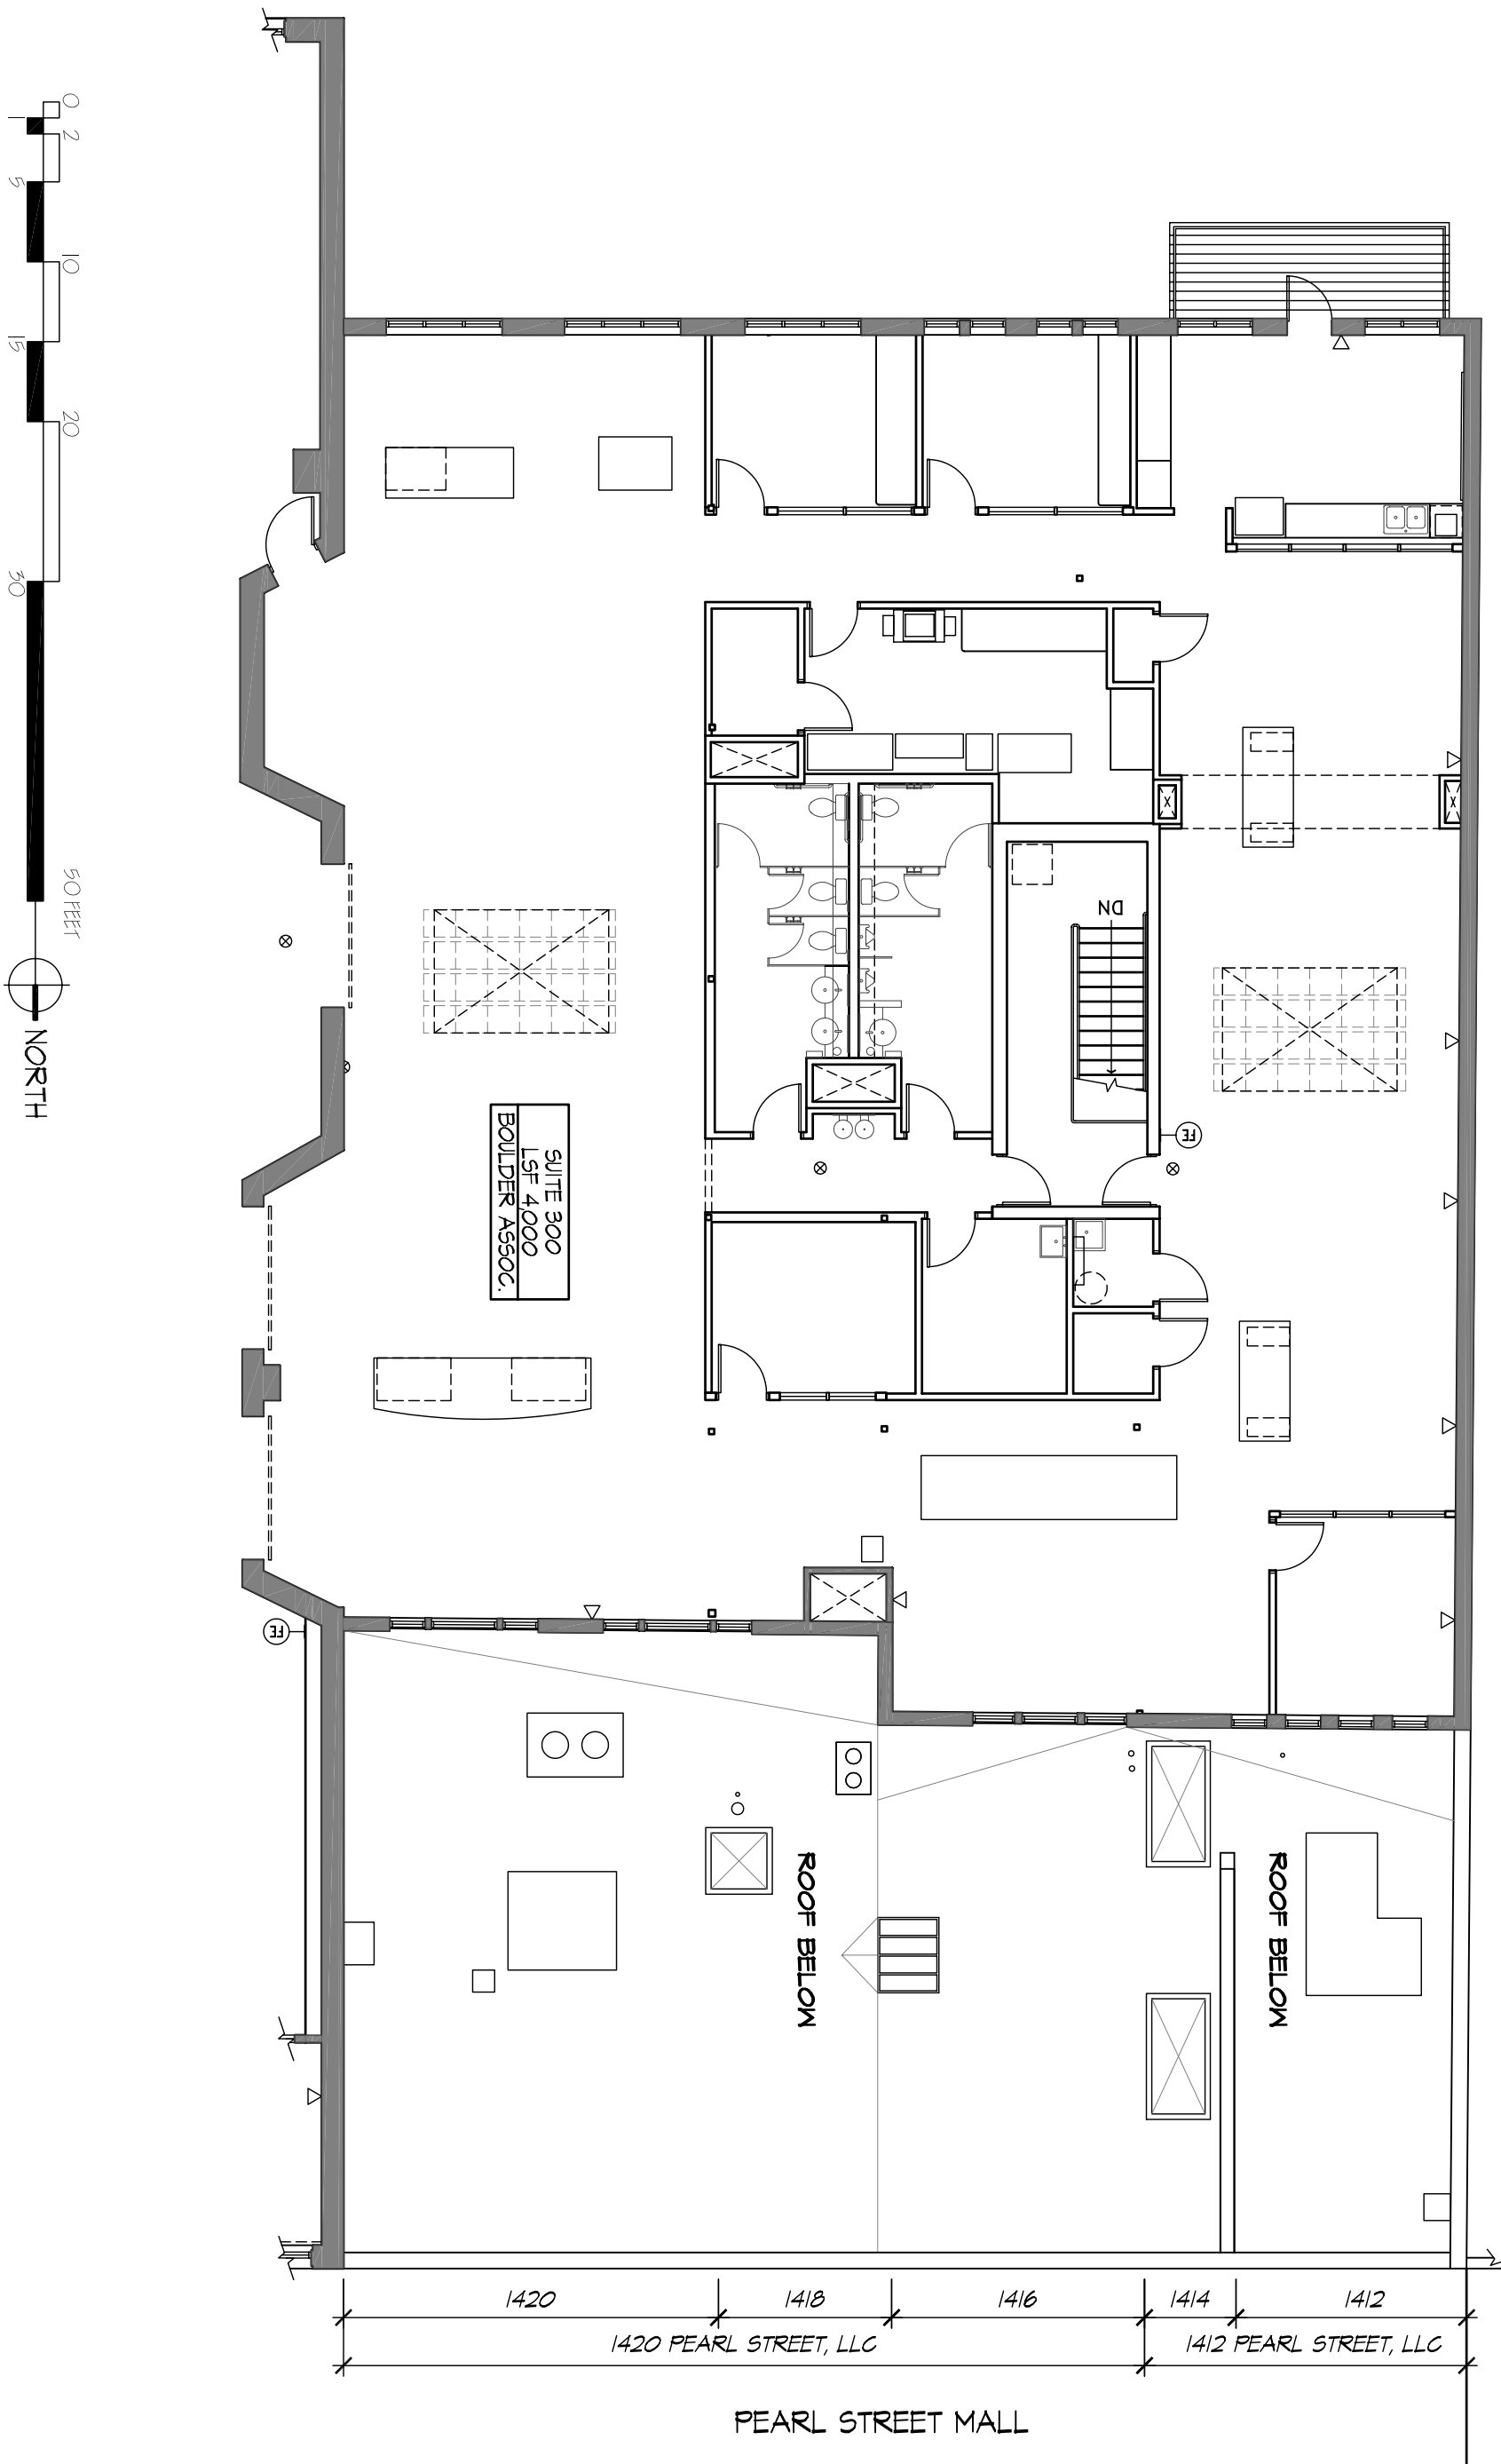 0
2
1
5
10
15
20
30
50 FEET
NORTH
DN
FE
SUITE 300
LSF 4,000
BOULDER ASSOC.
FE
ROOF BELOW
ROOF BELOW
1420
1418
1416
1414
1412
1420 PEARL STREET, LLC
1412 PEARL STREET, LLC
PEARL STREET MALL